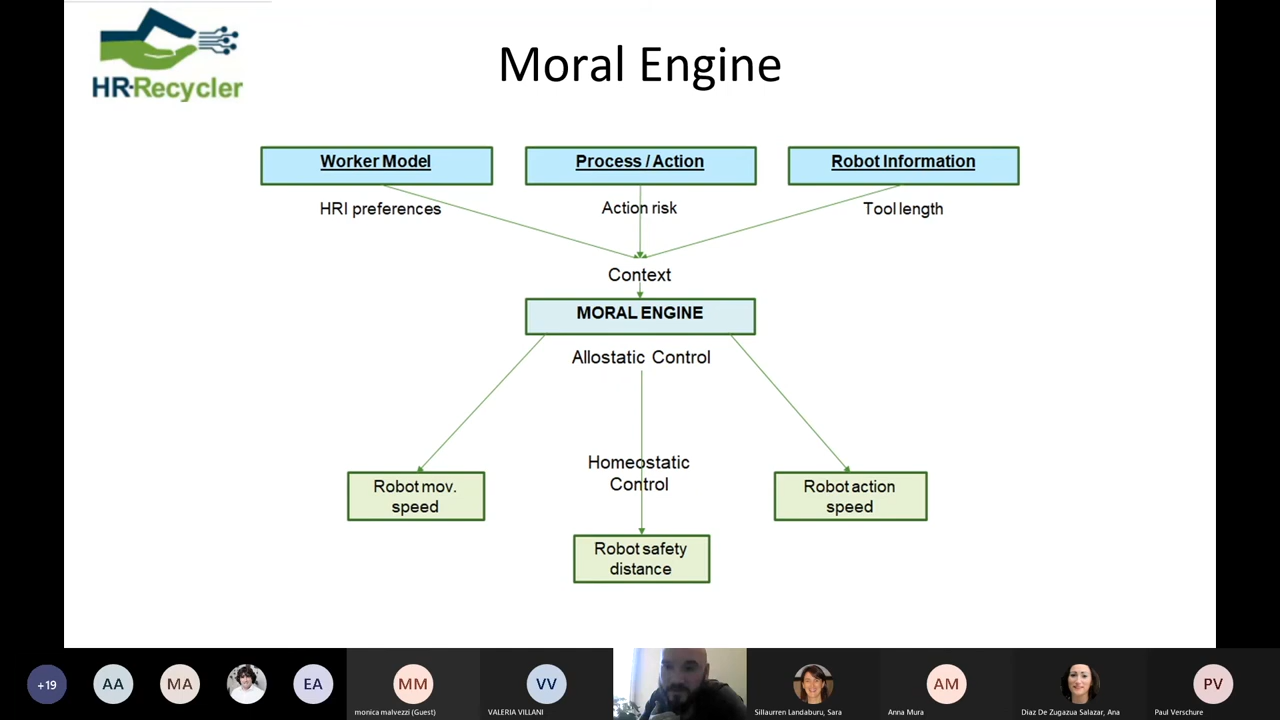 HR-Recycler
Moral Engine
Worker Model
Process / Action
Robot Information
HRI preferences
Action risk
Tool length
Context
MORAL ENGINE
Allostatic Control
Homeostatic
Control
Robot mov.
speed
Robot action
speed
Robot safety
distance
+19
AA
MA
EA
MM
VV
AM
PV
monica malvezzi (Guest)
VALERIA VILLANI
Sillaurren Landaburu, Sara
Anna Mura
Diaz De Zugazua Salazar, Ana
Paul Verschure